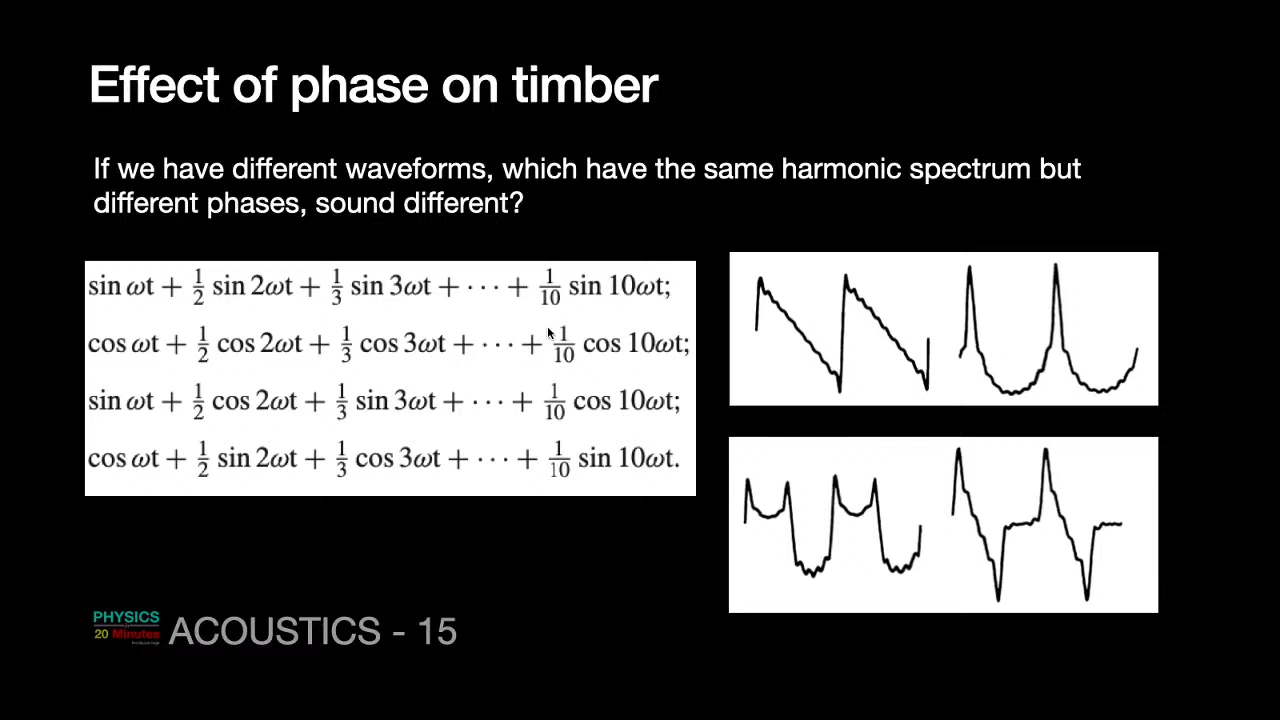 Effect of phase on timber
If we have different waveforms, which have the same harmonic spectrum but
different phases, sound different?
sin ωt + 1/2 sin 2ωt + 1/3 sin 3ωt + ··· + 1/10 sin 10ωt;
cos ωt + 1/2 cos 2ωt + 1/3 cos 3ωt + ··· + 1/10 cos 10ωt;
sin ωt + 1/2 cos 2ωt + 1/3 sin 3ωt + ··· + 1/10 cos 10ωt;
cos ωt + 1/2 sin 2ωt + 1/3 cos 3ωt + ··· + 1/10 sin 10ωt.
PHYSICS
20 Minutes
ACOUSTICS - 15